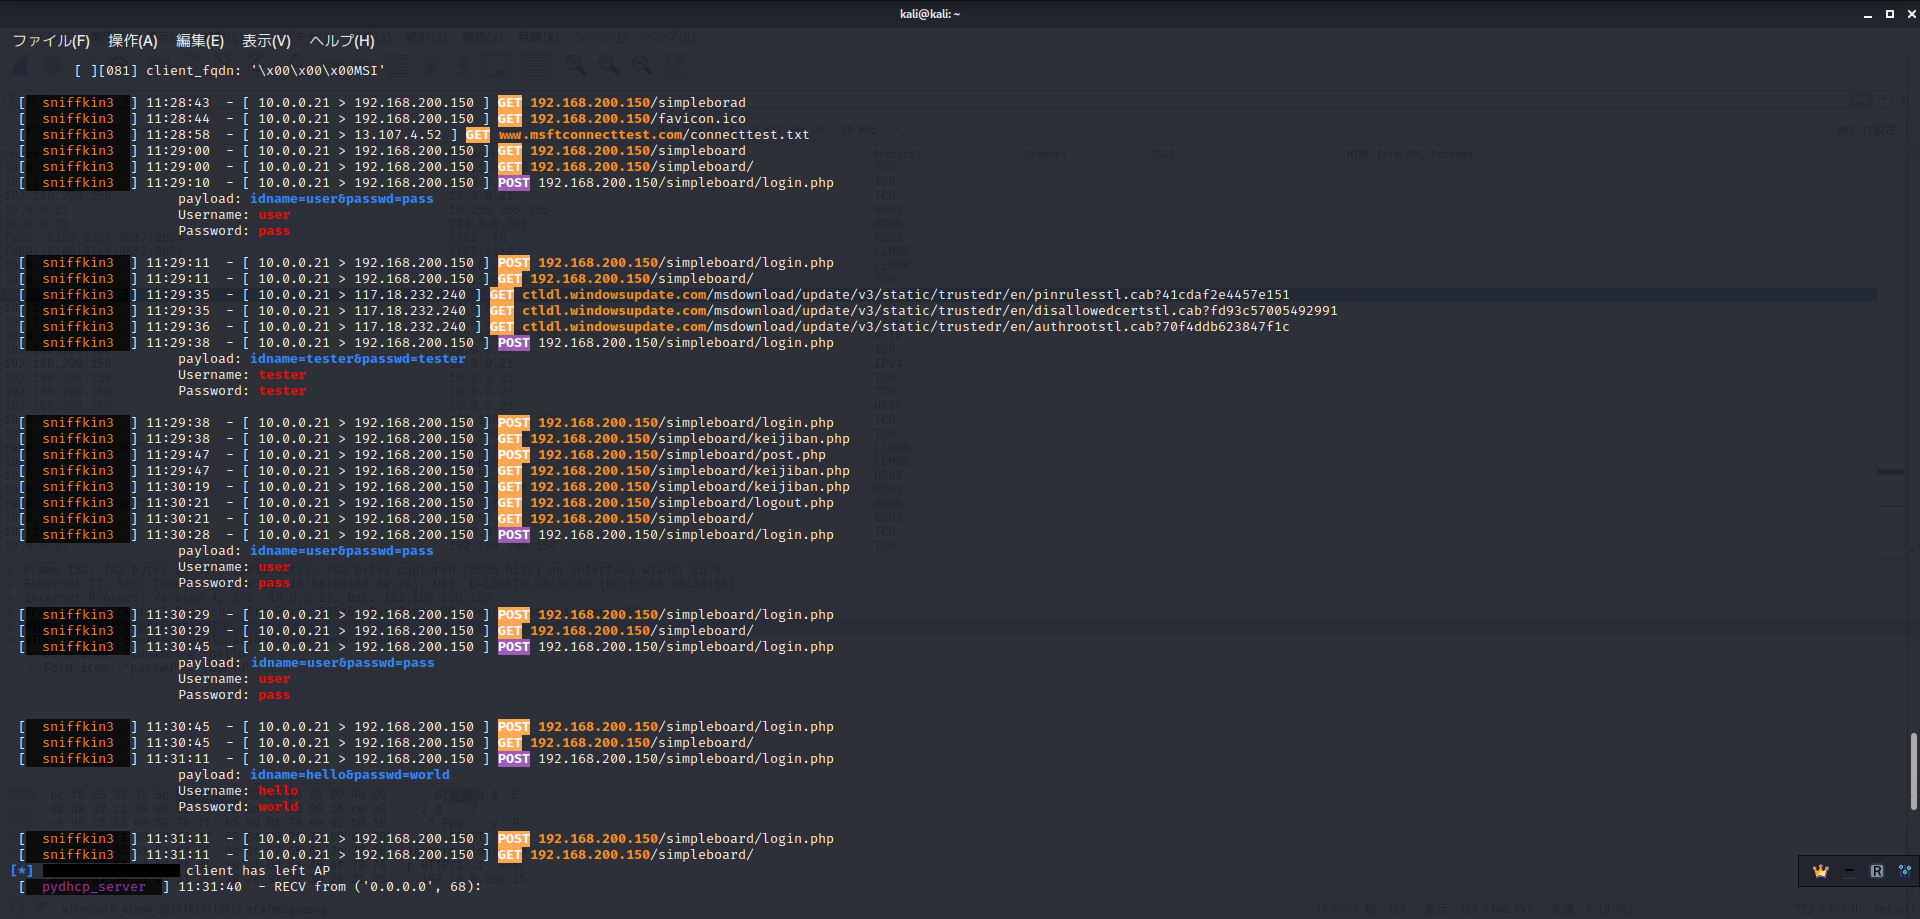 kali@kali: ~
ファイル(F) 操作(A) 編集(E) 表示(V) ヘルプ(H)
[ ][081] client_fqdn: '\x00\x00\x00MSI'
[ sniffkin3 ] 11:28:43 - [ 10.0.0.21 > 192.168.200.150 ] GET 192.168.200.150/simpleborad
[ sniffkin3 ] 11:28:44 - [ 10.0.0.21 > 192.168.200.150 ] GET 192.168.200.150/favicon.ico
[ sniffkin3 ] 11:28:58 - [ 10.0.0.21 > 13.107.4.52 ] GET www.msftconnecttest.com/connecttest.txt
[ sniffkin3 ] 11:29:00 - [ 10.0.0.21 > 192.168.200.150 ] GET 192.168.200.150/simpleboard
[ sniffkin3 ] 11:29:00 - [ 10.0.0.21 > 192.168.200.150 ] GET 192.168.200.150/simpleboard/
[ sniffkin3 ] 11:29:10 - [ 10.0.0.21 > 192.168.200.150 ] POST 192.168.200.150/simpleboard/login.php
payload: idname=user&passwd=pass
Username: user
Password: pass
[ sniffkin3 ] 11:29:11 - [ 10.0.0.21 > 192.168.200.150 ] POST 192.168.200.150/simpleboard/login.php
[ sniffkin3 ] 11:29:11 - [ 10.0.0.21 > 192.168.200.150 ] GET 192.168.200.150/simpleboard/
[ sniffkin3 ] 11:29:35 - [ 10.0.0.21 > 117.18.232.240 ] GET ctldl.windowsupdate.com/msdownload/update/v3/static/trustedr/en/pinrulesstl.cab?41cdaf2e4457e151
[ sniffkin3 ] 11:29:35 - [ 10.0.0.21 > 117.18.232.240 ] GET ctldl.windowsupdate.com/msdownload/update/v3/static/trustedr/en/disallowedcertstl.cab?fd93c57005492991
[ sniffkin3 ] 11:29:36 - [ 10.0.0.21 > 117.18.232.240 ] GET ctldl.windowsupdate.com/msdownload/update/v3/static/trustedr/en/authrootstl.cab?70f4ddb623847f1c
[ sniffkin3 ] 11:29:38 - [ 10.0.0.21 > 192.168.200.150 ] POST 192.168.200.150/simpleboard/login.php
payload: idname=tester&passwd=tester
Username: tester
Password: tester
[ sniffkin3 ] 11:29:38 - [ 10.0.0.21 > 192.168.200.150 ] POST 192.168.200.150/simpleboard/login.php
[ sniffkin3 ] 11:29:38 - [ 10.0.0.21 > 192.168.200.150 ] GET 192.168.200.150/simpleboard/keijiban.php
[ sniffkin3 ] 11:29:47 - [ 10.0.0.21 > 192.168.200.150 ] POST 192.168.200.150/simpleboard/post.php
[ sniffkin3 ] 11:29:47 - [ 10.0.0.21 > 192.168.200.150 ] GET 192.168.200.150/simpleboard/keijiban.php
[ sniffkin3 ] 11:30:19 - [ 10.0.0.21 > 192.168.200.150 ] GET 192.168.200.150/simpleboard/keijiban.php
[ sniffkin3 ] 11:30:21 - [ 10.0.0.21 > 192.168.200.150 ] GET 192.168.200.150/simpleboard/logout.php
[ sniffkin3 ] 11:30:21 - [ 10.0.0.21 > 192.168.200.150 ] GET 192.168.200.150/simpleboard/
[ sniffkin3 ] 11:30:28 - [ 10.0.0.21 > 192.168.200.150 ] POST 192.168.200.150/simpleboard/login.php
payload: idname=user&passwd=pass
Username: user
Password: pass
[ sniffkin3 ] 11:30:29 - [ 10.0.0.21 > 192.168.200.150 ] POST 192.168.200.150/simpleboard/login.php
[ sniffkin3 ] 11:30:29 - [ 10.0.0.21 > 192.168.200.150 ] GET 192.168.200.150/simpleboard/
[ sniffkin3 ] 11:30:45 - [ 10.0.0.21 > 192.168.200.150 ] POST 192.168.200.150/simpleboard/login.php
payload: idname=user&passwd=pass
Username: user
Password: pass
[ sniffkin3 ] 11:30:45 - [ 10.0.0.21 > 192.168.200.150 ] POST 192.168.200.150/simpleboard/login.php
[ sniffkin3 ] 11:30:45 - [ 10.0.0.21 > 192.168.200.150 ] GET 192.168.200.150/simpleboard/
[ sniffkin3 ] 11:31:11 - [ 10.0.0.21 > 192.168.200.150 ] POST 192.168.200.150/simpleboard/login.php
payload: idname=hello&passwd=world
Username: hello
Password: world
[ sniffkin3 ] 11:31:11 - [ 10.0.0.21 > 192.168.200.150 ] POST 192.168.200.150/simpleboard/login.php
[ sniffkin3 ] 11:31:11 - [ 10.0.0.21 > 192.168.200.150 ] GET 192.168.200.150/simpleboard/
[*] client has left AP
[ pydhcp_server ] 11:31:40 - RECV from ('0.0.0.0', 68):